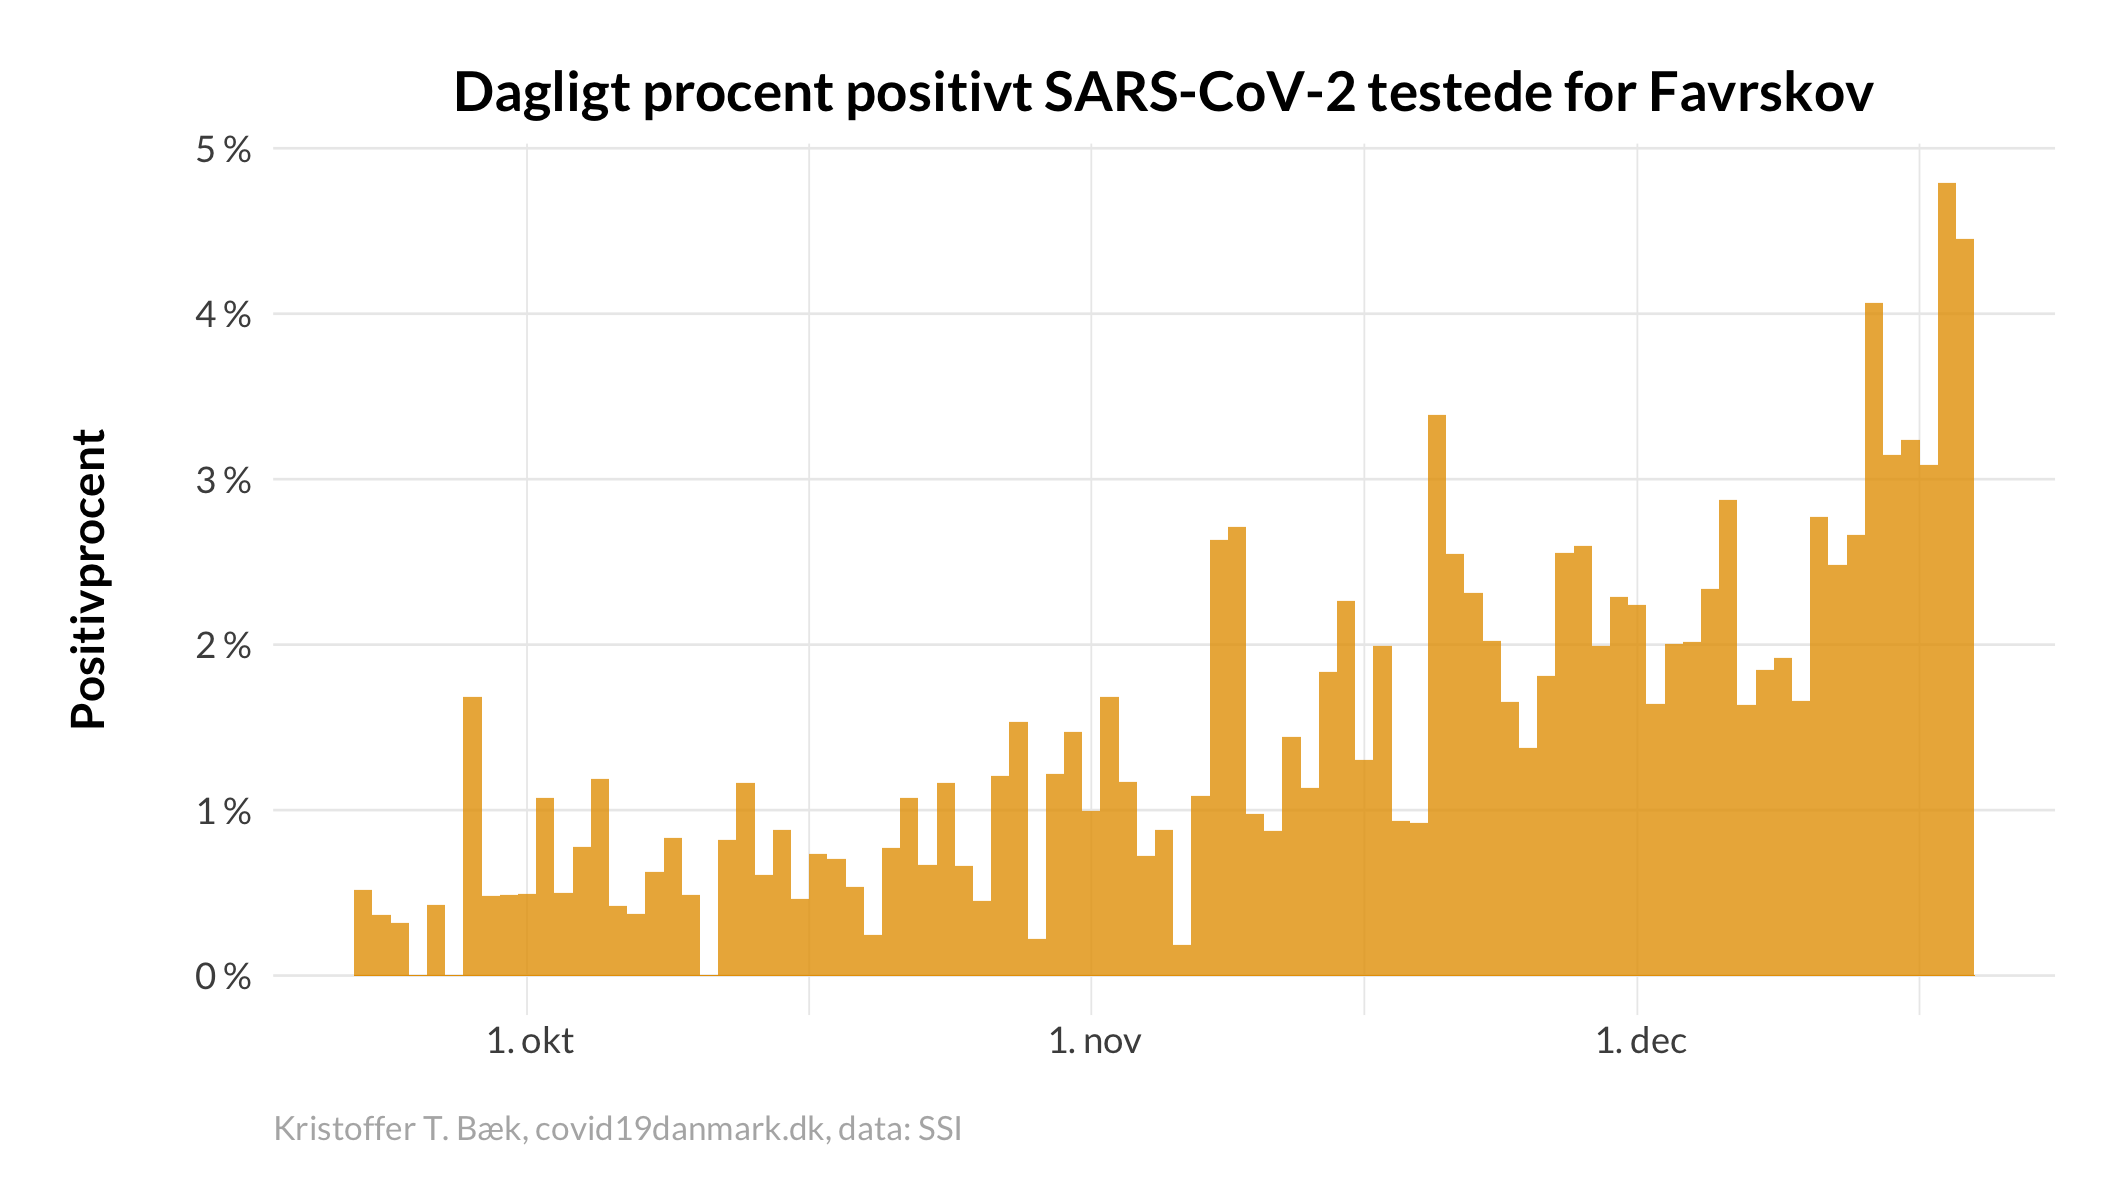 Dagligt procent positivt SARS-CoV-2 testede for Favrskov
Positivprocent
5 %
4 %
3 %
2 %
1 %
0 %
1. okt
1. nov
1. dec
Kristoffer T. Bæk, covid19danmark.dk, data: SSI